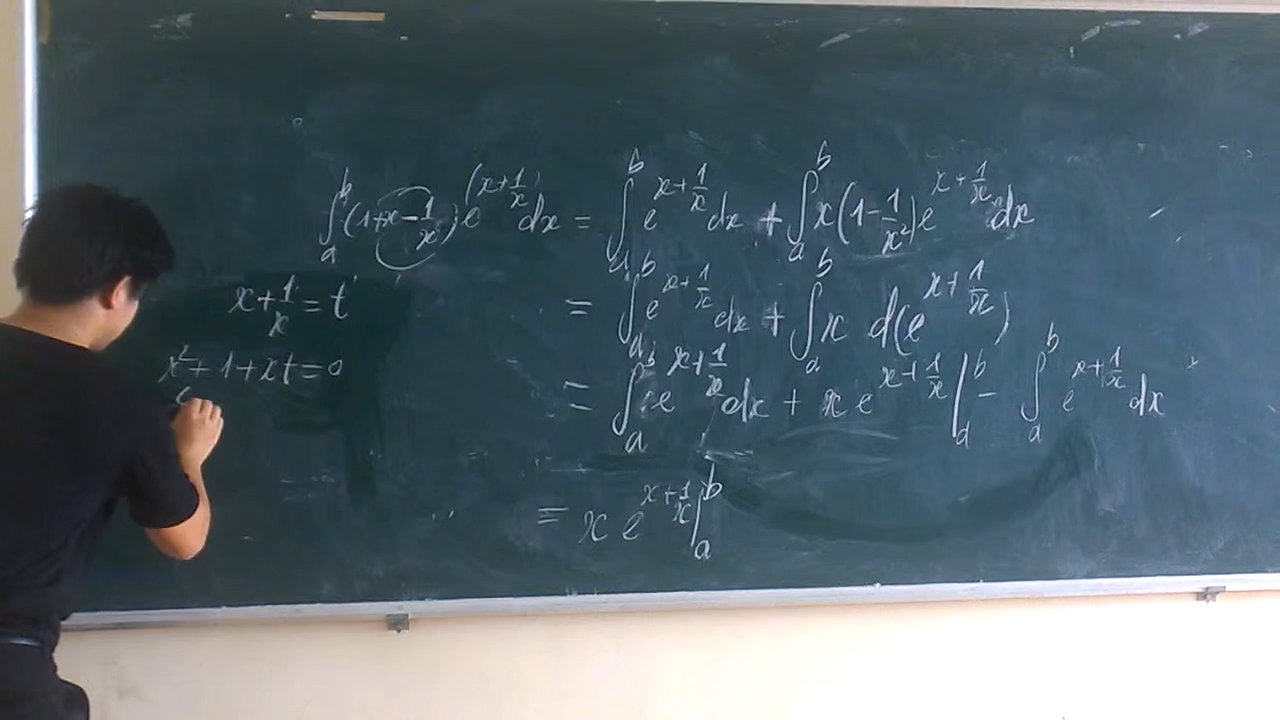 ∫_a^b (1+x-1/x)e^(x+1/x) dx = ∫_a^b e^(x+1/x) dx + ∫_a^b x(1-1/x²)e^(x+1/x) dx
x+1/x = t
= ∫_a^b e^(x+1/x) dx + ∫_a^b x d(e^(x+1/x))
x²+1+xt=0
= ∫_a^b e^(x+1/x) dx + x e^(x+1/x) |_a^b - ∫_a^b e^(x+1/x) dx
= x e^(x+1/x) |_a^b